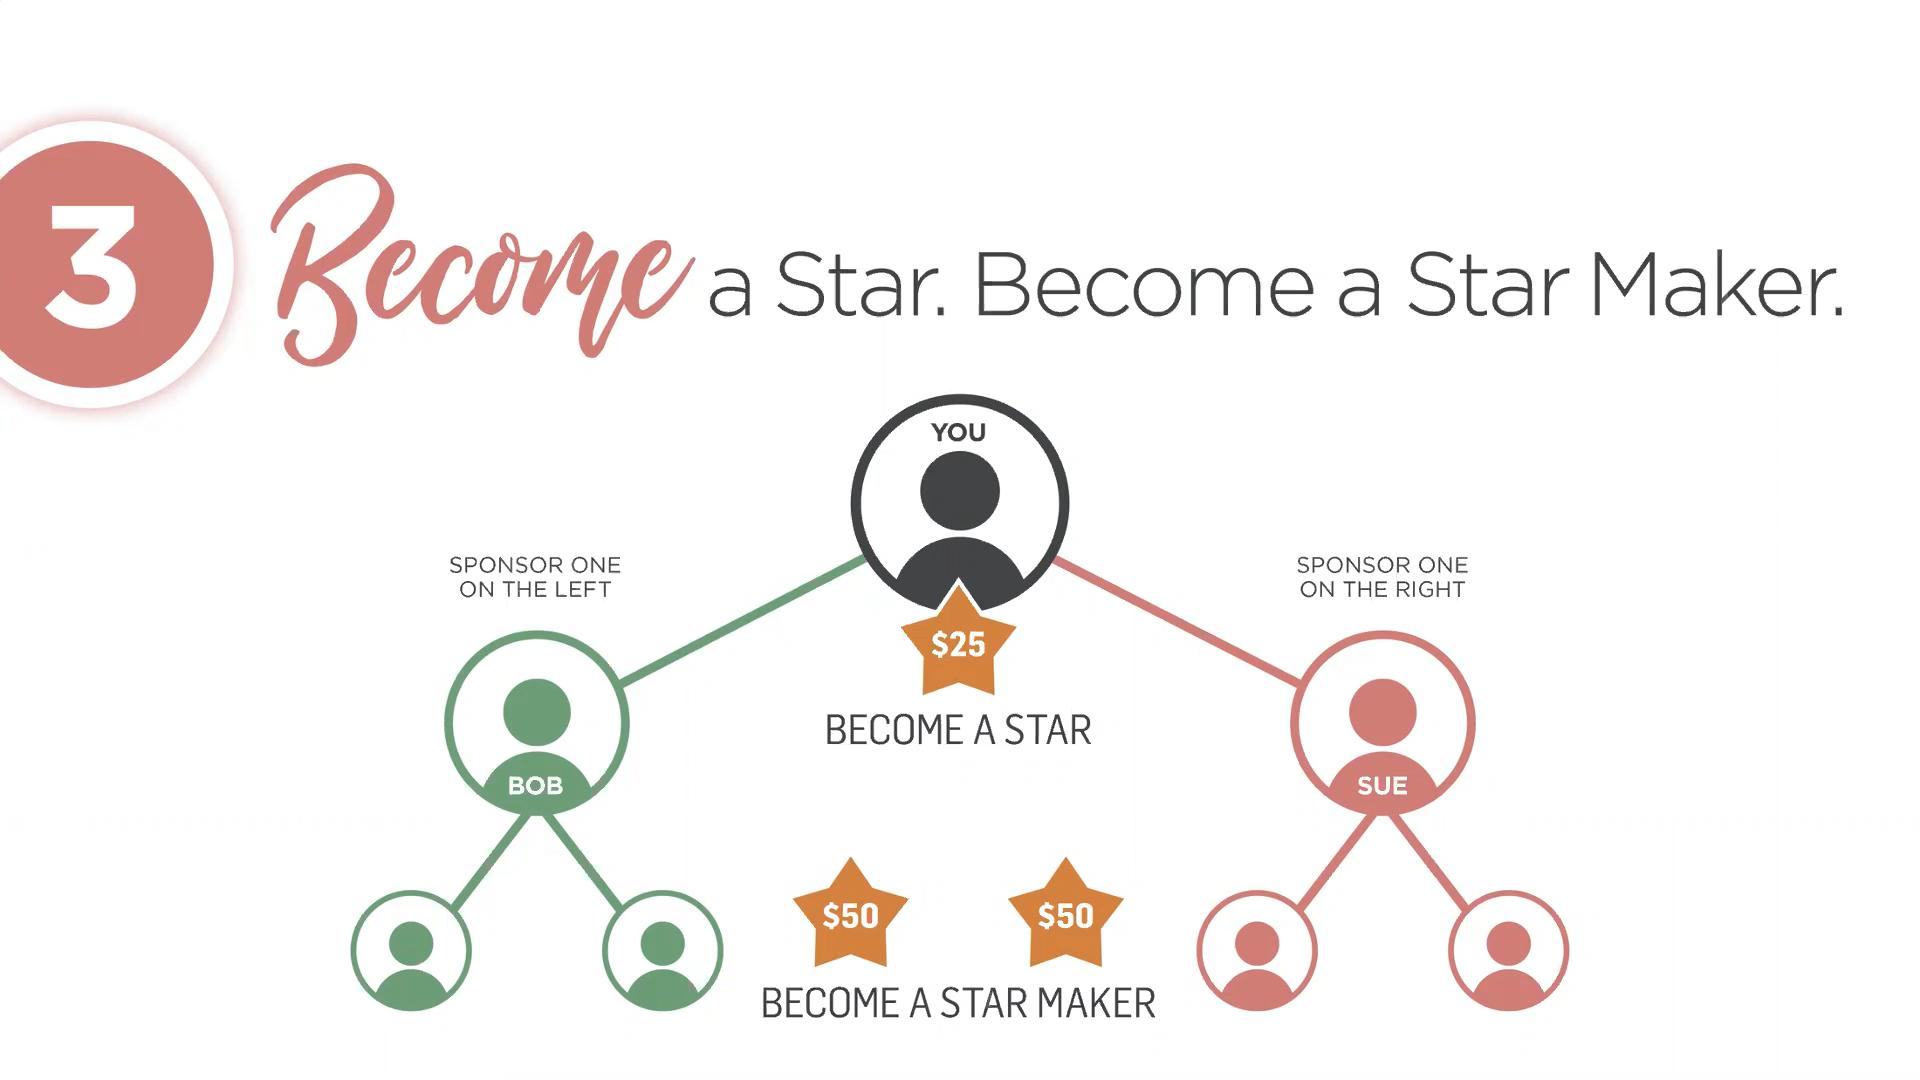 3
Become a Star. Become a Star Maker.
YOU
SPONSOR ONE
ON THE LEFT
SPONSOR ONE
ON THE RIGHT
$25
BECOME A STAR
BOB
SUE
$50
$50
BECOME A STAR MAKER